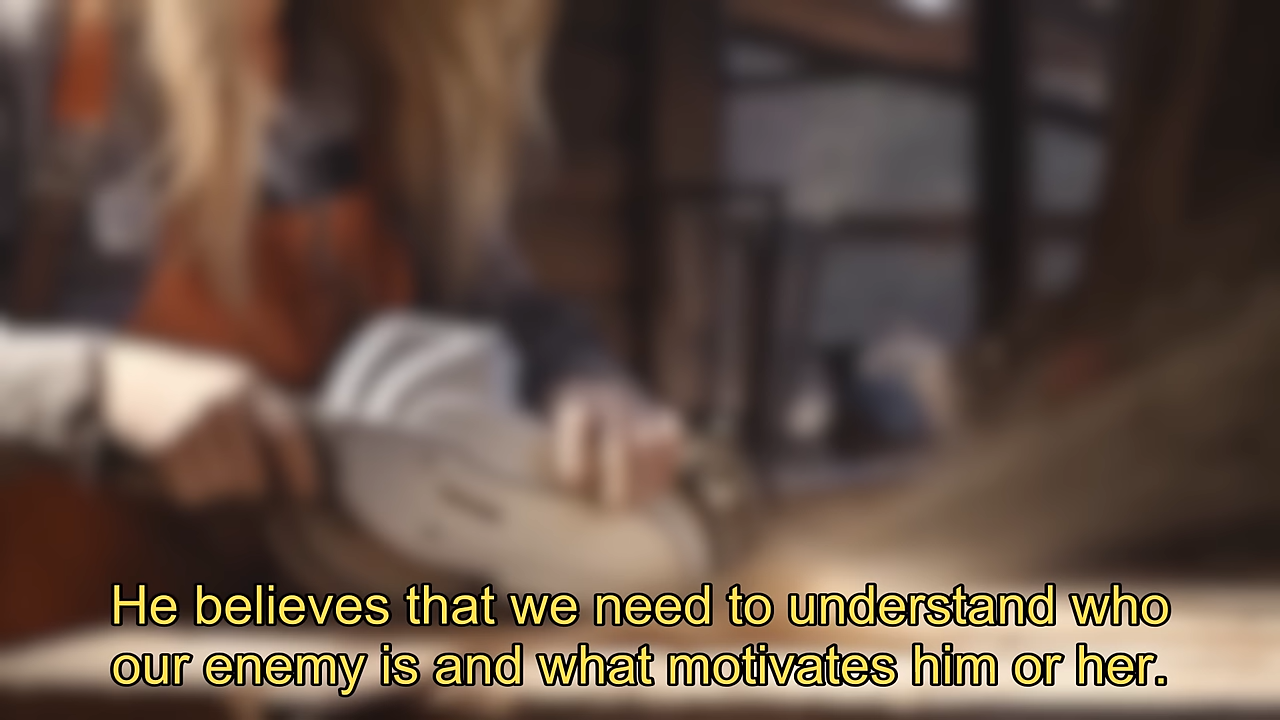 He believes that we need to understand who
our enemy is and what motivates him or her.